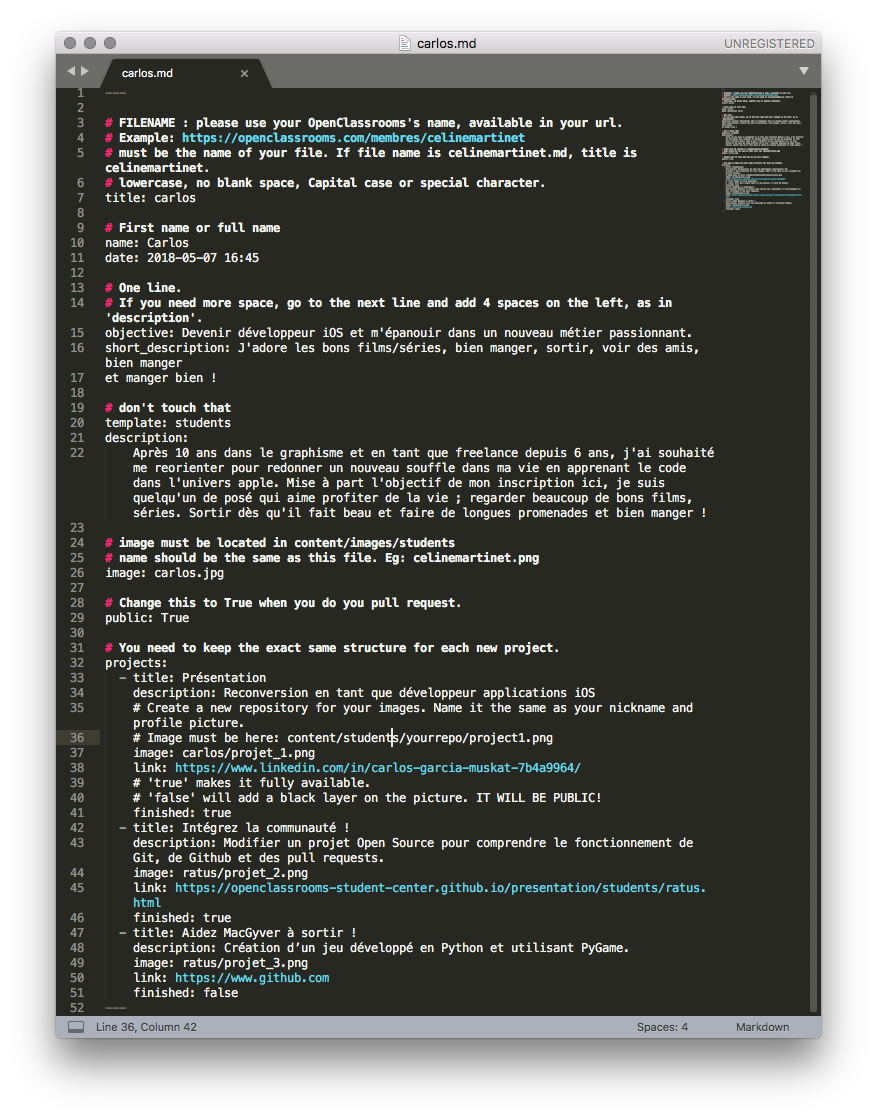 carlos.md
UNREGISTERED
carlos.md ×
1 ---
2
3 # FILENAME : please use your OpenClassrooms's name, available in your url.
4 # Example: https://openclassrooms.com/membres/celinemartinet
5 # must be the name of your file. If file name is celinemartinet.md, title is
celinemartinet.
6 # lowercase, no blank space, Capital case or special character.
7 title: carlos
8
9 # First name or full name
10 name: Carlos
11 date: 2018-05-07 16:45
12
13 # One line.
14 # If you need more space, go to the next line and add 4 spaces on the left, as in
'description'.
15 objective: Devenir développeur iOS et m'épanouir dans un nouveau métier passionnant.
16 short_description: J'adore les bons films/séries, bien manger, sortir, voir des amis,
bien manger
17 et manger bien !
18
19 # don't touch that
20 template: students
21 description:
22 Après 10 ans dans le graphisme et en tant que freelance depuis 6 ans, j'ai souhaité
me reorienter pour redonner un nouveau souffle dans ma vie en apprenant le code
dans l'univers apple. Mise à part l'objectif de mon inscription ici, je suis
quelqu'un de posé qui aime profiter de la vie ; regarder beaucoup de bons films,
séries. Sortir dès qu'il fait beau et faire de longues promenades et bien manger !
23
24 # image must be located in content/images/students
25 # name should be the same as this file. Eg: celinemartinet.png
26 image: carlos.jpg
27
28 # Change this to True when you do you pull request.
29 public: True
30
31 # You need to keep the exact same structure for each new project.
32 projects:
33 - title: Présentation
34 description: Reconversion en tant que développeur applications iOS
35 # Create a new repository for your images. Name it the same as your nickname and
profile picture.
36 # Image must be here: content/students/yourrepo/project1.png
37 image: carlos/projet_1.png
38 link: https://www.linkedin.com/in/carlos-garcia-muskat-7b4a9964/
39 # 'true' makes it fully available.
40 # 'false' will add a black layer on the picture. IT WILL BE PUBLIC!
41 finished: true
42 - title: Intégrez la communauté !
43 description: Modifier un projet Open Source pour comprendre le fonctionnement de
Git, de Github et des pull requests.
44 image: ratus/projet_2.png
45 link: https://openclassrooms-student-center.github.io/presentation/students/ratus.
html
46 finished: true
47 - title: Aidez MacGyver à sortir !
48 description: Création d’un jeu développé en Python et utilisant PyGame.
49 image: ratus/projet_3.png
50 link: https://www.github.com
51 finished: false
52 ---
Line 36, Column 42
Spaces: 4
Markdown